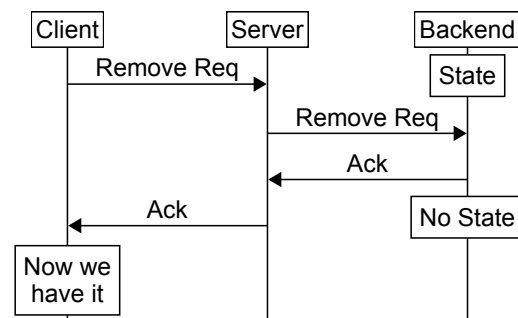 Client
Server
Backend
State
Remove Req
Remove Req
Ack
Ack
No State
Now we
have it